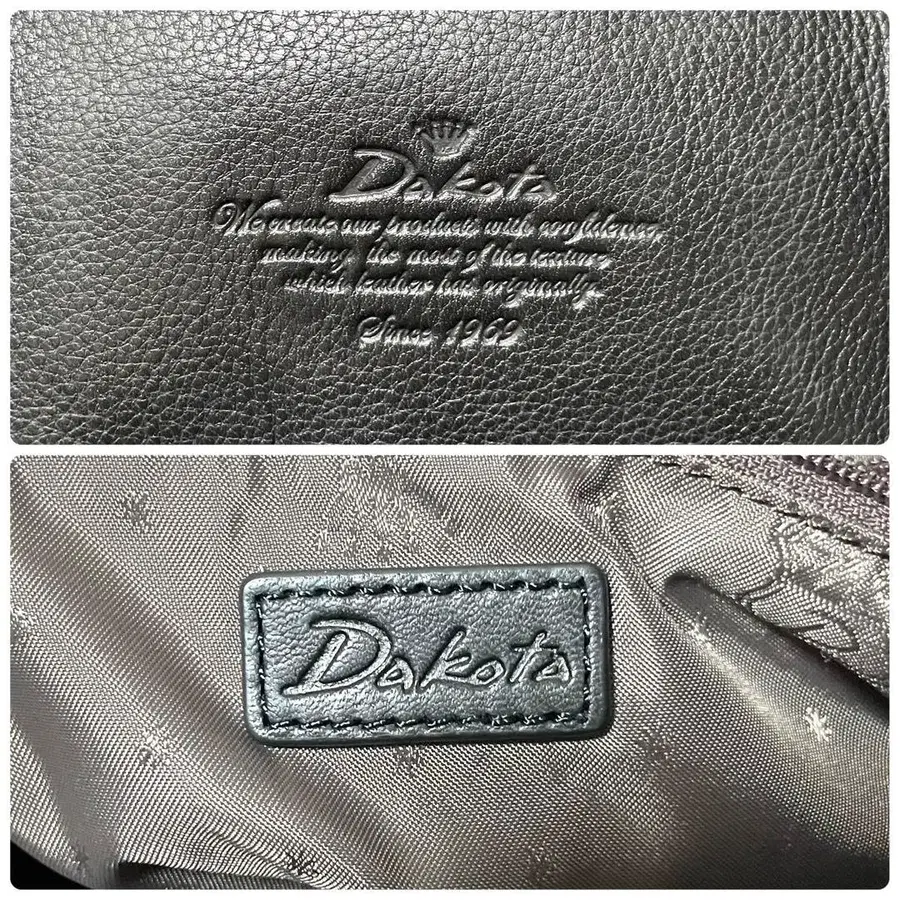 Dakota
We create our products with confidence,
making the most of the texture,
which leather has originally.
Since 1969
Dakota